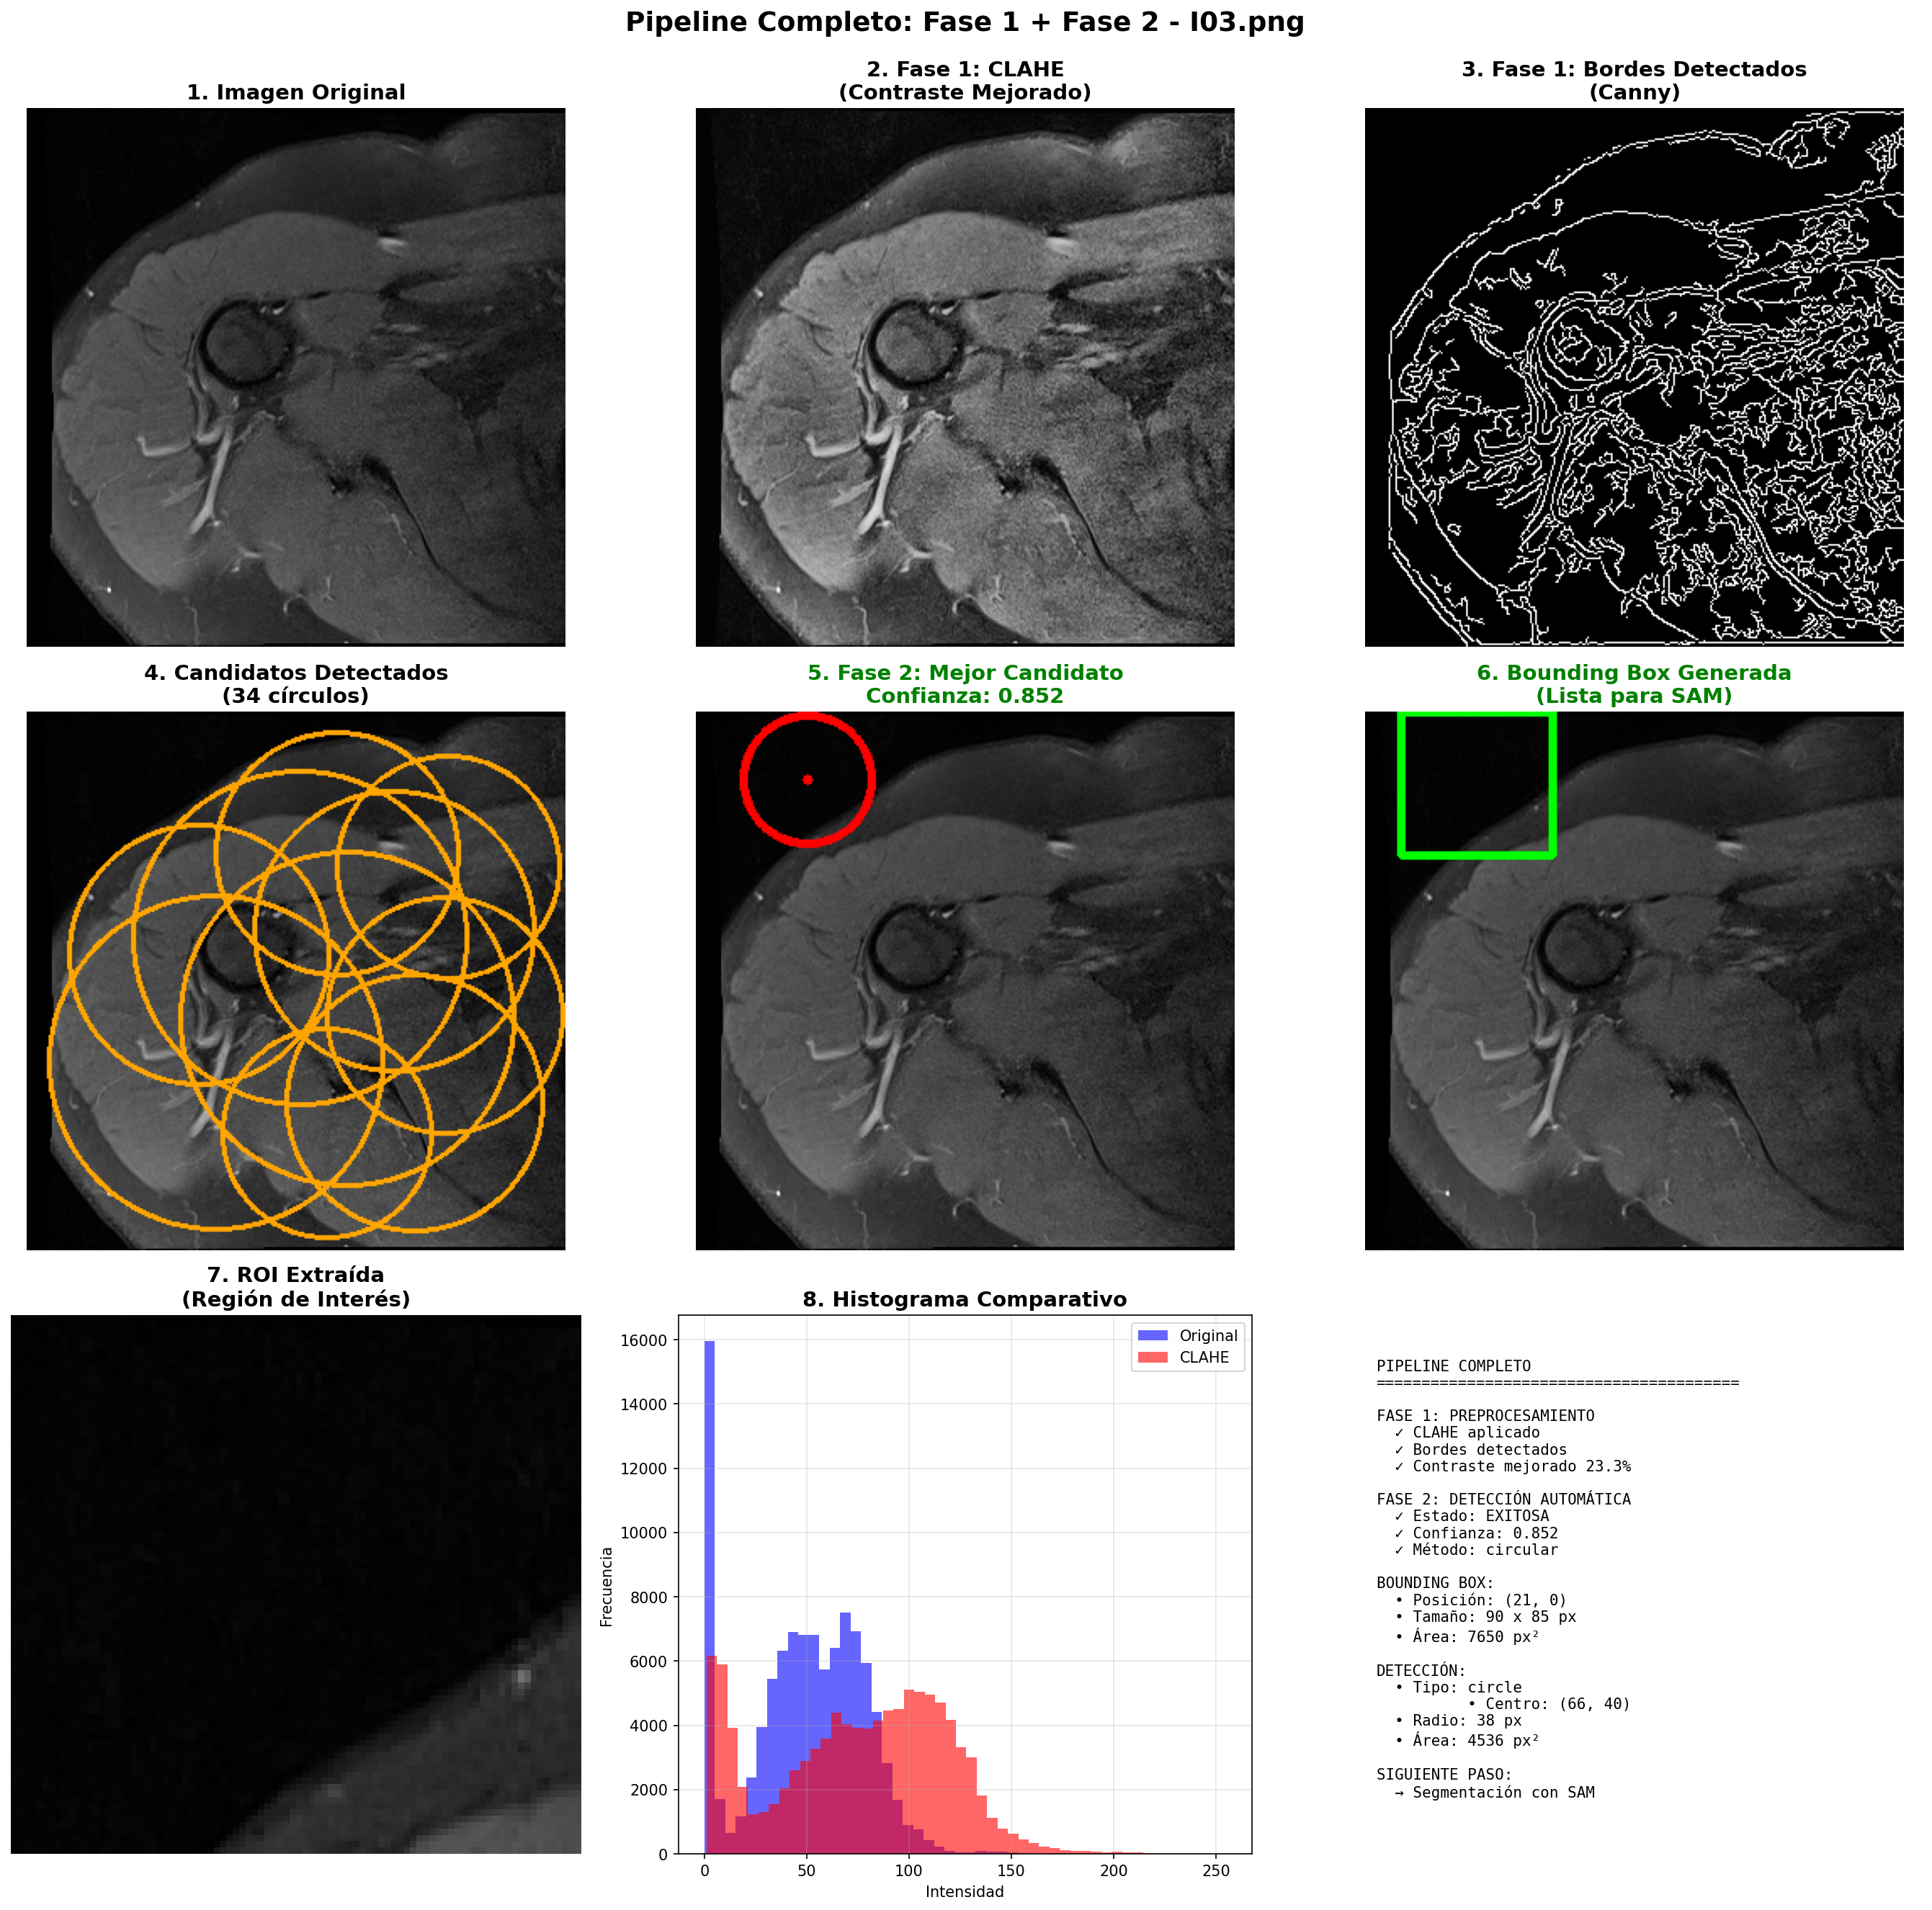 Pipeline Completo: Fase 1 + Fase 2 - I03.png
1. Imagen Original
2. Fase 1: CLAHE
(Contraste Mejorado)
3. Fase 1: Bordes Detectados
(Canny)
4. Candidatos Detectados
(34 círculos)
5. Fase 2: Mejor Candidato
Confianza: 0.852
6. Bounding Box Generada
(Lista para SAM)
7. ROI Extraída
(Región de Interés)
8. Histograma Comparativo
Original
CLAHE
16000
14000
12000
10000
8000
6000
4000
2000
0
Frecuencia
0 50 100 150 200 250
Intensidad
PIPELINE COMPLETO
========================================
FASE 1: PREPROCESAMIENTO
✓ CLAHE aplicado
✓ Bordes detectados
✓ Contraste mejorado 23.3%
FASE 2: DETECCIÓN AUTOMÁTICA
✓ Estado: EXITOSA
✓ Confianza: 0.852
✓ Método: circular
BOUNDING BOX:
• Posición: (21, 0)
• Tamaño: 90 x 85 px
• Área: 7650 px²
DETECCIÓN:
• Tipo: circle
• Centro: (66, 40)
• Radio: 38 px
• Área: 4536 px²
SIGUIENTE PASO:
→ Segmentación con SAM